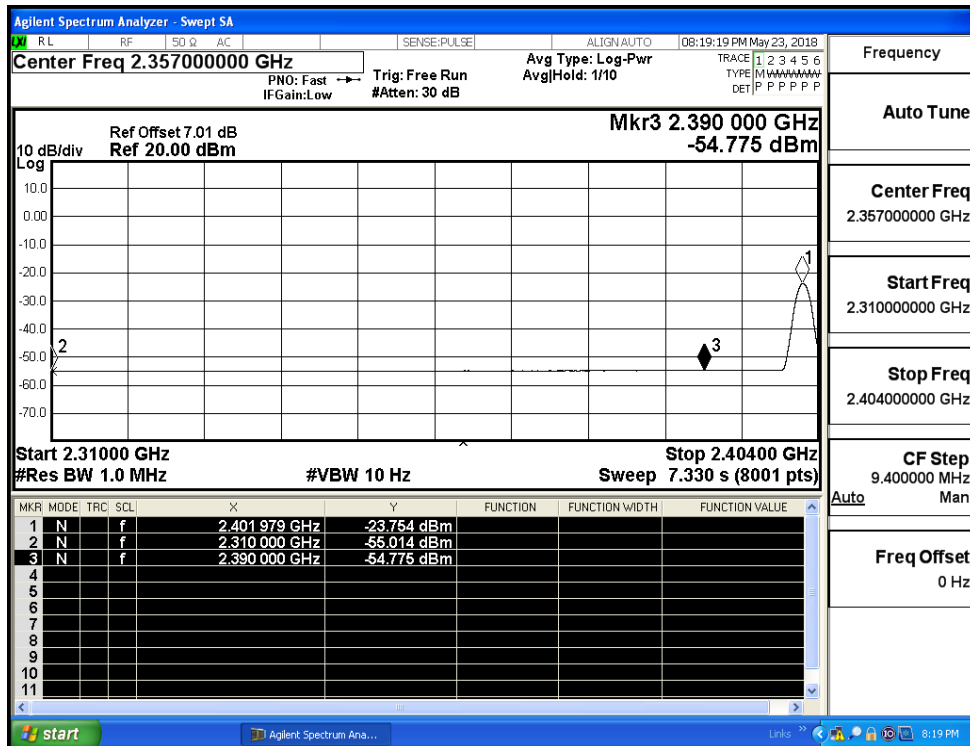 Agilent Spectrum Analyzer - Swept SA
LXI RL RF 50 Ω AC SENSE:PULSE ALIGN AUTO 08:19:19 PM May 23, 2018
Center Freq 2.357000000 GHz
PNO: Fast
IFGain:Low
Trig: Free Run
#Atten: 30 dB
Avg Type: Log-Pwr
Avg|Hold: 1/10
TRACE 1 2 3 4 5 6
TYPE M WWWWW
DET P P P P P P
Ref Offset 7.01 dB
10 dB/div Ref 20.00 dBm
Log
Mkr3 2.390 000 GHz
-54.775 dBm
10.0
0.00
-10.0
-20.0
-30.0
-40.0
-50.0
-60.0
-70.0
1
2
3
Start 2.31000 GHz Stop 2.40400 GHz
#Res BW 1.0 MHz #VBW 10 Hz Sweep 7.330 s (8001 pts)
MKR MODE TRC SCL X Y FUNCTION FUNCTION WIDTH FUNCTION VALUE
1 N f 2.401 979 GHz -23.754 dBm
2 N f 2.310 000 GHz -55.014 dBm
3 N f 2.390 000 GHz -54.775 dBm
4
5
6
7
8
9
10
11
Frequency
Auto Tune
Center Freq
2.357000000 GHz
Start Freq
2.310000000 GHz
Stop Freq
2.404000000 GHz
CF Step
9.400000 MHz
Auto Man
Freq Offset
0 Hz
start Agilent Spectrum Ana... Links » 8:19 PM